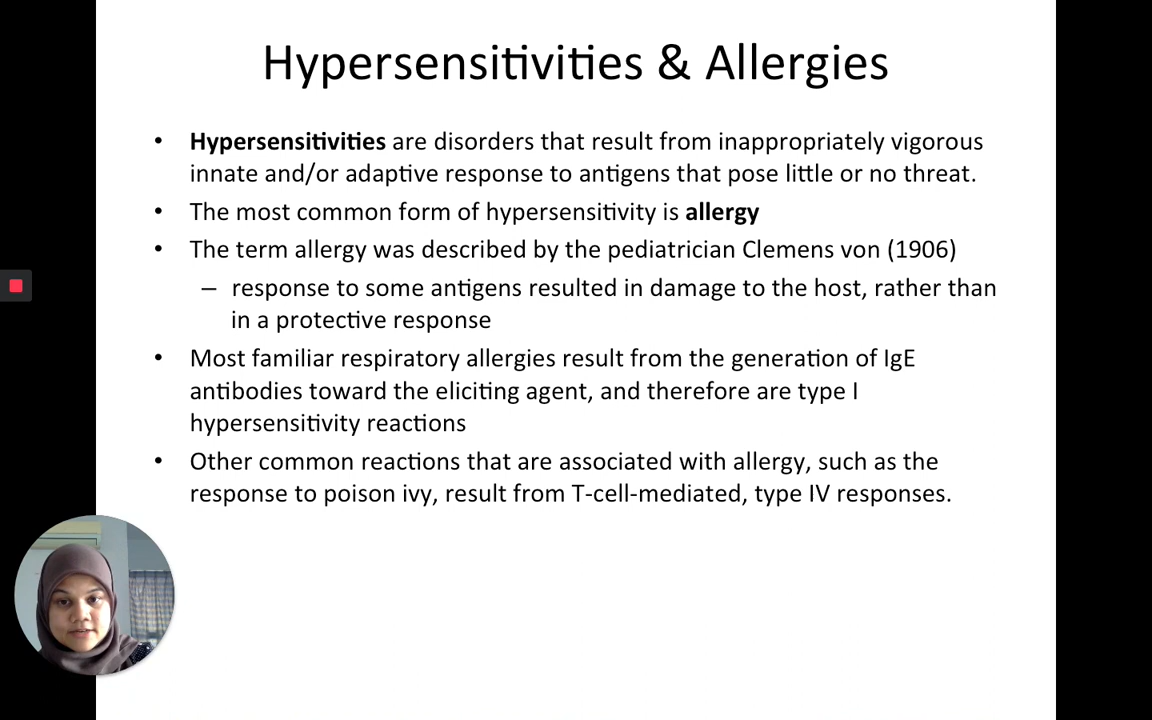 Hypersensitivities & Allergies
• Hypersensitivities are disorders that result from inappropriately vigorous
innate and/or adaptive response to antigens that pose little or no threat.
• The most common form of hypersensitivity is allergy
• The term allergy was described by the pediatrician Clemens von (1906)
– response to some antigens resulted in damage to the host, rather than
in a protective response
• Most familiar respiratory allergies result from the generation of IgE
antibodies toward the eliciting agent, and therefore are type I
hypersensitivity reactions
• Other common reactions that are associated with allergy, such as the
response to poison ivy, result from T-cell-mediated, type IV responses.